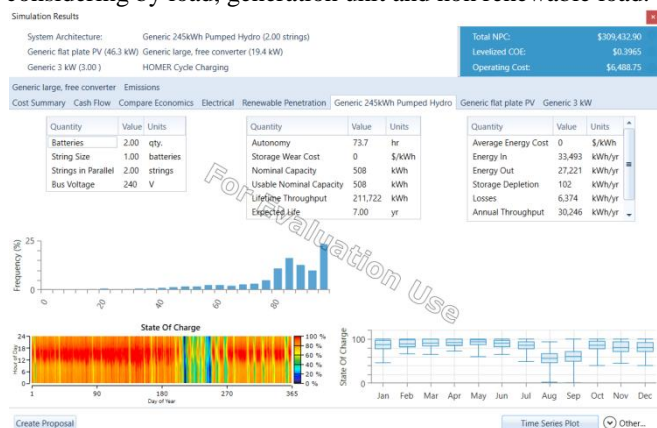 considering by load, generation unit and non renewable load.
Simulation Results
System Architecture: Generic 245kWh Pumped Hydro (2.00 strings)
Generic flat plate PV (46.3 kW) Generic large, free converter (19.4 kW)
Generic 3 kW (3.00 ) HOMER Cycle Charging
Total NPC: $309,432.90
Levelized COE: $0.3965
Operating Cost: $6,488.75
Generic large, free converter Emissions
Cost Summary Cash Flow Compare Economics Electrical Renewable Penetration Generic 245kWh Pumped Hydro Generic flat plate PV Generic 3 kW
Quantity Value Units
Batteries 2.00 qty.
String Size 1.00 batteries
Strings in Parallel 2.00 strings
Bus Voltage 240 V
Quantity Value Units
Autonomy 73.7 hr
Storage Wear Cost 0 $/kWh
Nominal Capacity 508 kWh
Usable Nominal Capacity 508 kWh
Lifetime Throughput 211,722 kWh
Expected Life 7.00 yr
Quantity Value Units
Average Energy Cost 0 $/kWh
Energy In 33,493 kWh/yr
Energy Out 27,221 kWh/yr
Storage Depletion 102 kWh/yr
Losses 6,374 kWh/yr
Annual Throughput 30,246 kWh/yr
For Evaluation Use
Frequency (%)
25
0
0 20 40 60 80
State Of Charge
Hour of Day
24
18
12
6
0
1 90 180 270 365
Day of Year
100 %
80 %
60 %
40 %
20 %
0 %
State Of Charge
100
0
Jan Feb Mar Apr May Jun Jul Aug Sep Oct Nov Dec
Create Proposal
Time Series Plot Other...